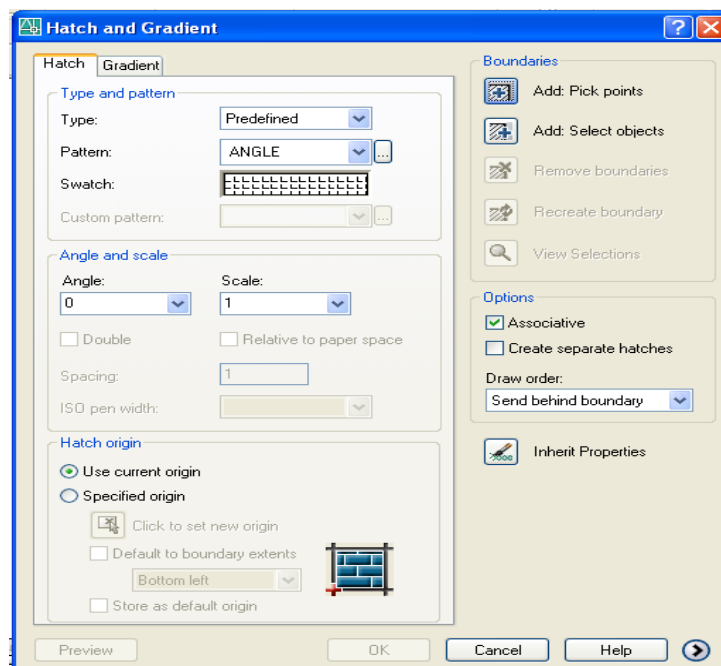 Hatch and Gradient
Hatch
Gradient
Type and pattern
Type:
Predefined
Pattern:
ANGLE
...
Swatch:
Custom pattern:
...
Angle and scale
Angle:
Scale:
0
1
Double
Relative to paper space
Spacing:
1
ISO pen width:
Hatch origin
Use current origin
Specified origin
Click to set new origin
Default to boundary extents
Bottom left
Store as default origin
Boundaries
Add: Pick points
Add: Select objects
Remove boundaries
Recreate boundary
View Selections
Options
Associative
Create separate hatches
Draw order:
Send behind boundary
Inherit Properties
Preview
OK
Cancel
Help